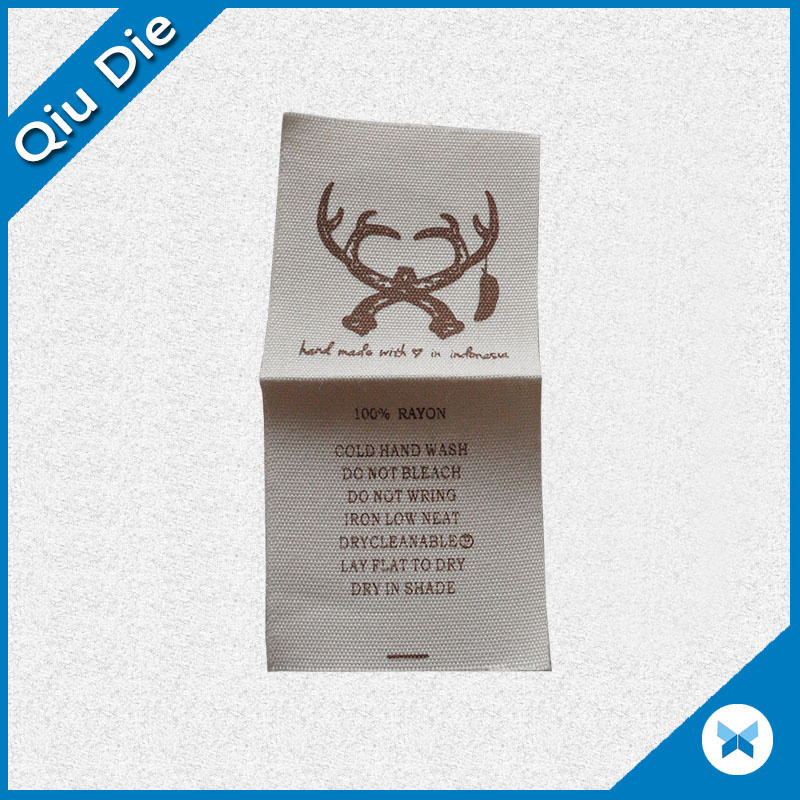 Qiu Die
hand made with ♡ in indonesia
100% RAYON
COLD HAND WASH
DO NOT BLEACH
DO NOT WRING
IRON LOW NEAT
DRYCLEANABLE
LAY FLAT TO DRY
DRY IN SHADE